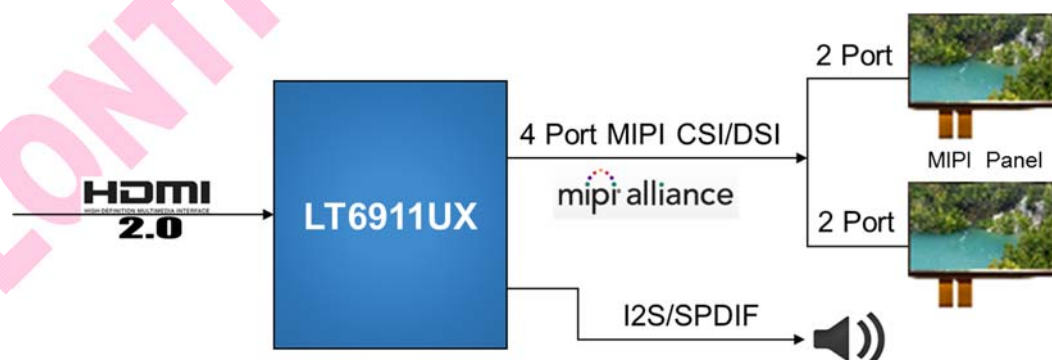 LONTI
HDMI
HIGH DEFINITION MULTIMEDIA INTERFACE
2.0
LT6911UX
4 Port MIPI CSI/DSI
mipi alliance
2 Port
MIPI Panel
2 Port
I2S/SPDIF